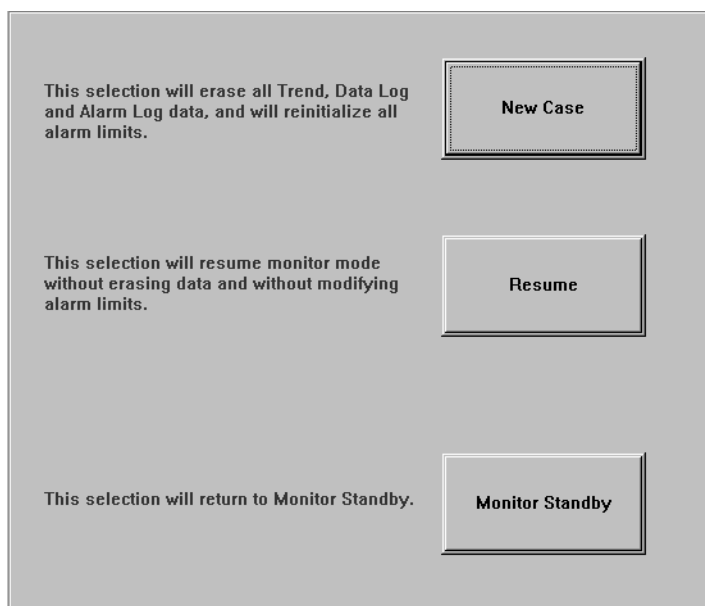 This selection will erase all Trend, Data Log
and Alarm Log data, and will reinitialize all
alarm limits.
New Case
This selection will resume monitor mode
without erasing data and without modifying
alarm limits.
Resume
This selection will return to Monitor Standby.
Monitor Standby